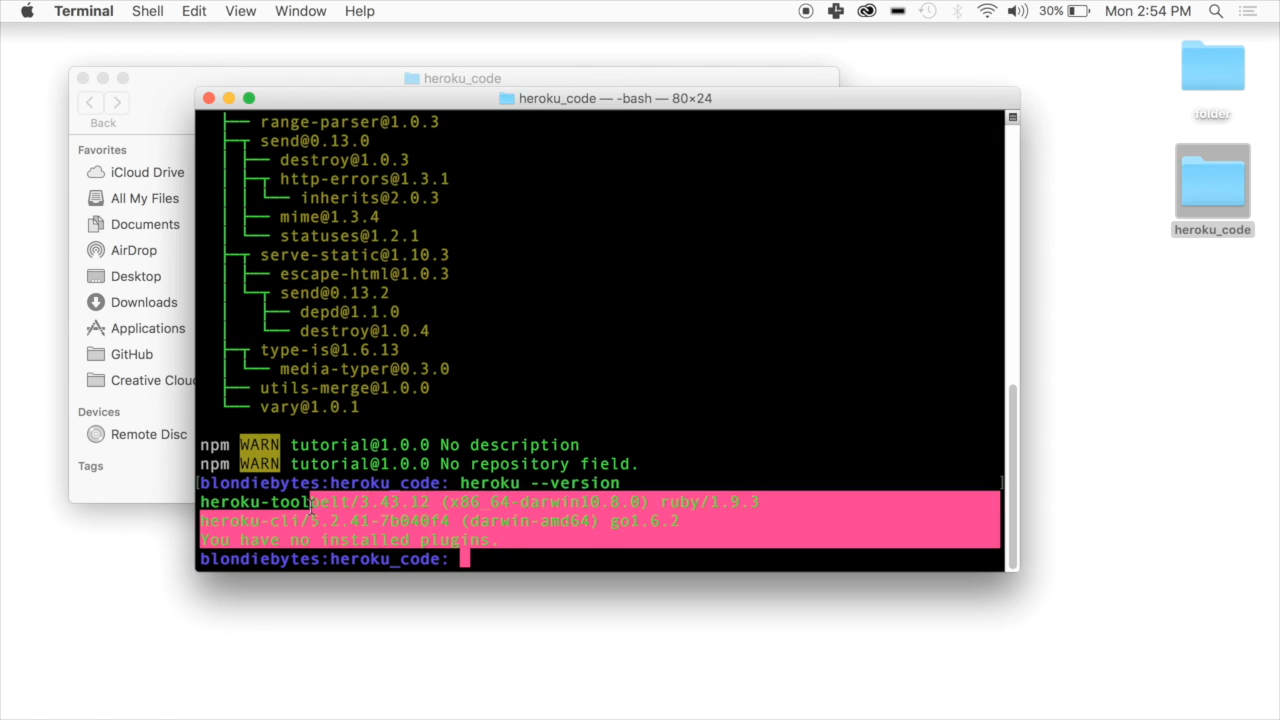 Terminal Shell Edit View Window Help 30% Mon 2:54 PM
heroku_code
heroku_code — -bash — 80×24
Back
Favorites
iCloud Drive
All My Files
Documents
AirDrop
Desktop
Downloads
Applications
GitHub
Creative Clou
Devices
Remote Disc
Tags
├── range-parser@1.0.3
├─┬ send@0.13.0
│ ├── destroy@1.0.3
│ ├─┬ http-errors@1.3.1
│ │ └── inherits@2.0.3
│ ├── mime@1.3.4
│ └── statuses@1.2.1
├─┬ serve-static@1.10.3
│ ├── escape-html@1.0.3
│ └─┬ send@0.13.2
│   ├── depd@1.1.0
│   └── destroy@1.0.4
├─┬ type-is@1.6.13
│ └── media-typer@0.3.0
├── utils-merge@1.0.0
└── vary@1.0.1
npm WARN tutorial@1.0.0 No description
npm WARN tutorial@1.0.0 No repository field.
[blondiebytes:heroku_code: heroku --version ]
heroku-toolbelt/3.43.12 (x86_64-darwin10.8.0) ruby/1.9.3
heroku-cli/5.2.41-7b040f4 (darwin-amd64) go1.6.2
You have no installed plugins.
blondiebytes:heroku_code:
folder
heroku_code